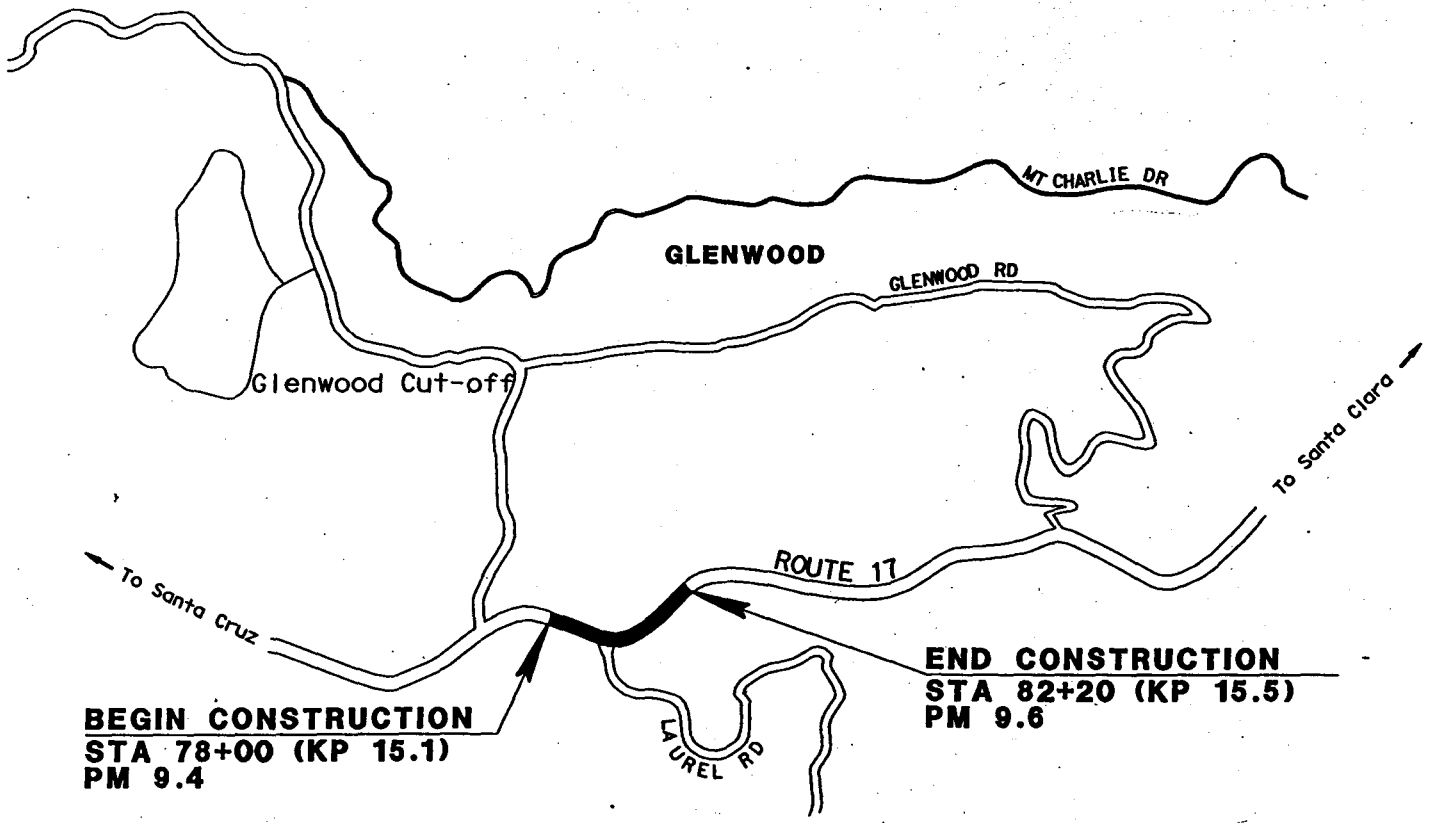 MT CHARLIE DR
GLENWOOD
GLENWOOD RD
Glenwood Cut-off
To Santa Clara
To Santa Cruz
ROUTE 17
BEGIN CONSTRUCTION
STA 78+00 (KP 15.1)
PM 9.4
END CONSTRUCTION
STA 82+20 (KP 15.5)
PM 9.6
LAUREL RD